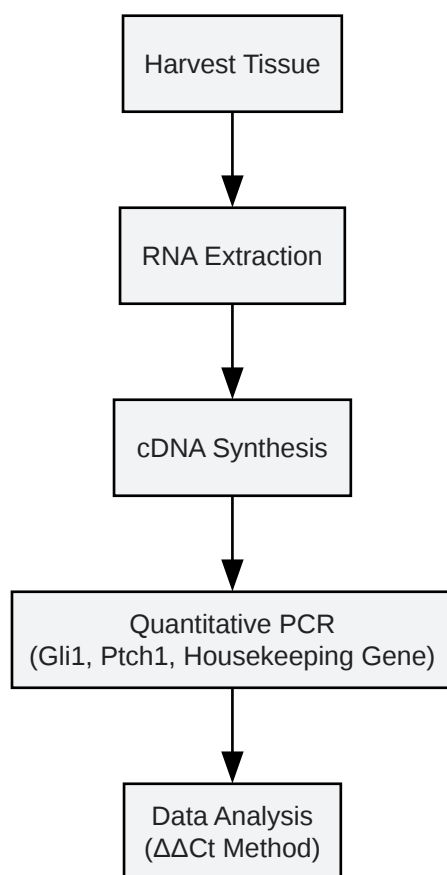 Harvest Tissue
RNA Extraction
cDNA Synthesis
Quantitative PCR
(Gli1, Ptch1, Housekeeping Gene)
Data Analysis
(ΔΔCt Method)